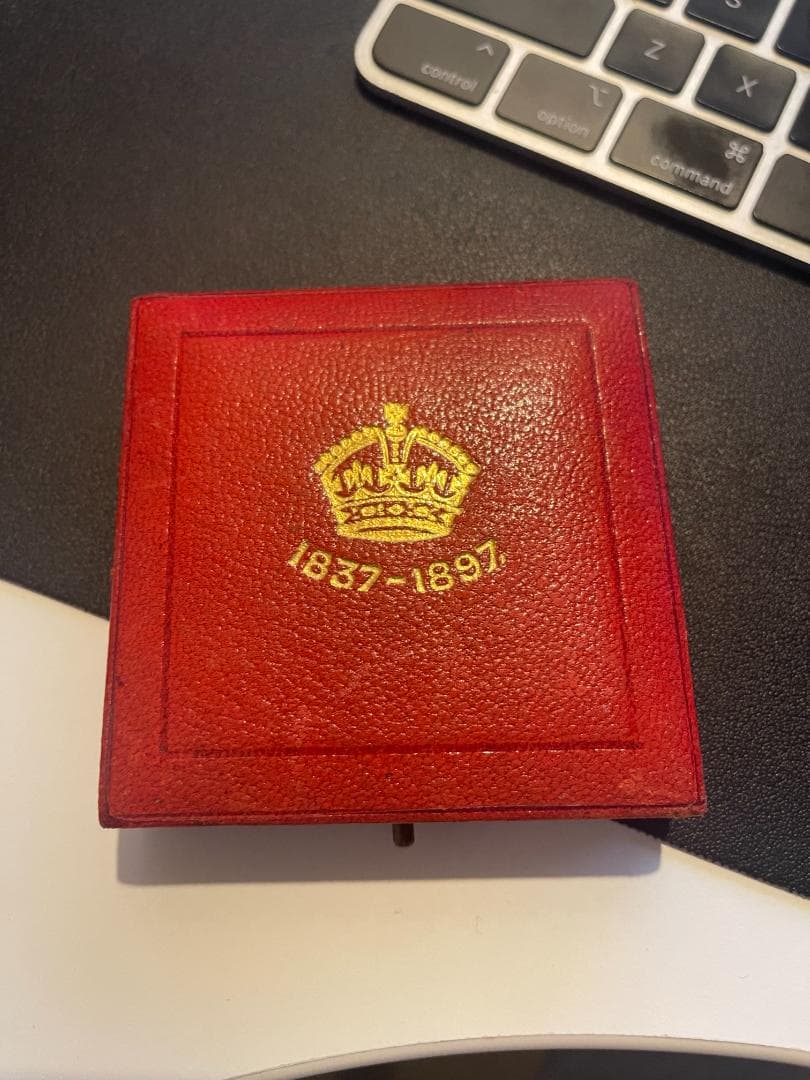 S
Z
X
control
option
⌘
command
1837-1897